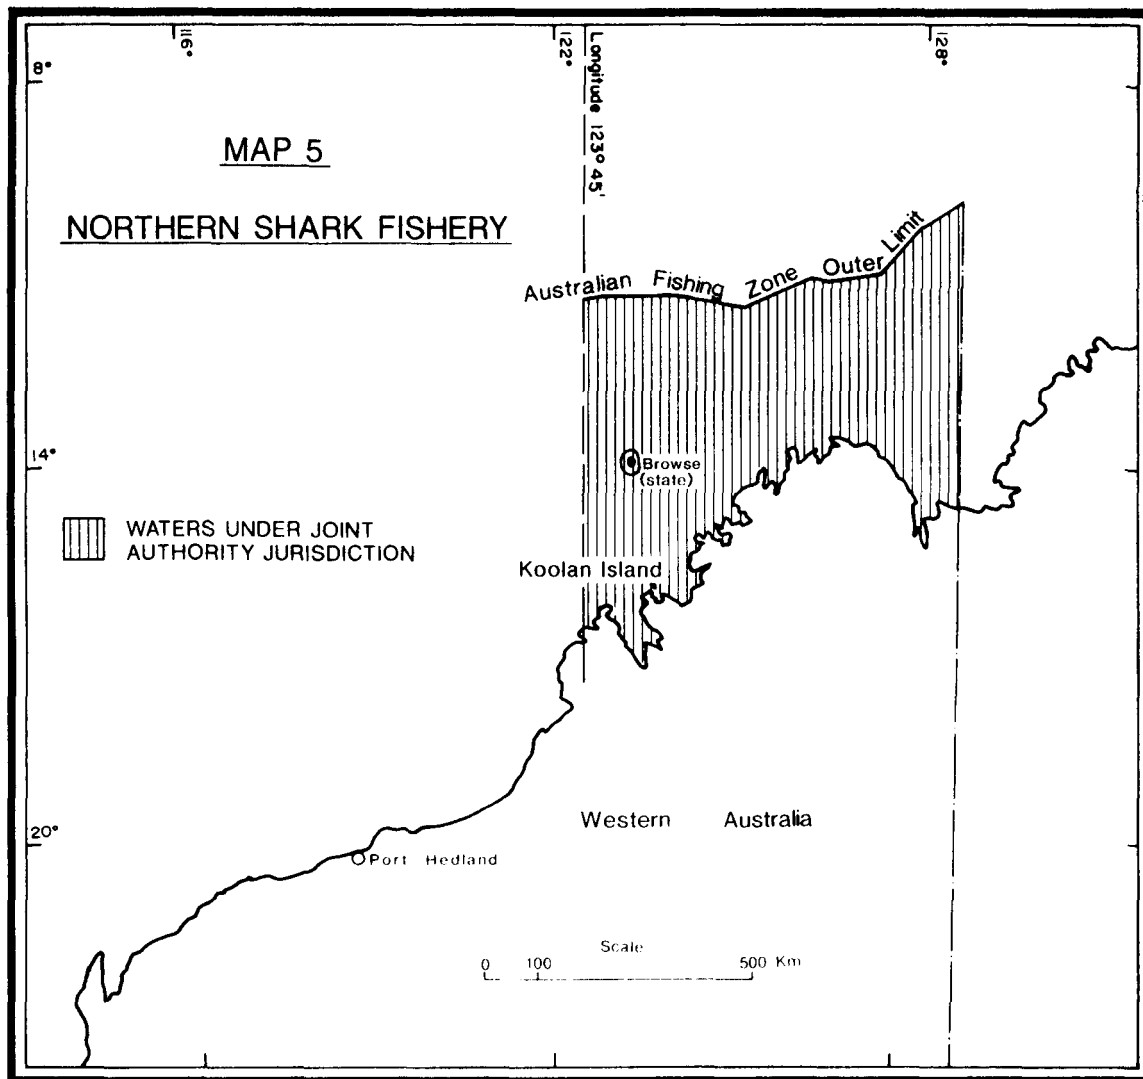 116°
122°
128°
Longitude 123° 45'
8°
MAP 5
NORTHERN SHARK FISHERY
Australian Fishing Zone Outer Limit
14°
Browse
(state)
WATERS UNDER JOINT
AUTHORITY JURISDICTION
Koolan Island
Western Australia
20°
Port Hedland
Scale
0 100 500 Km